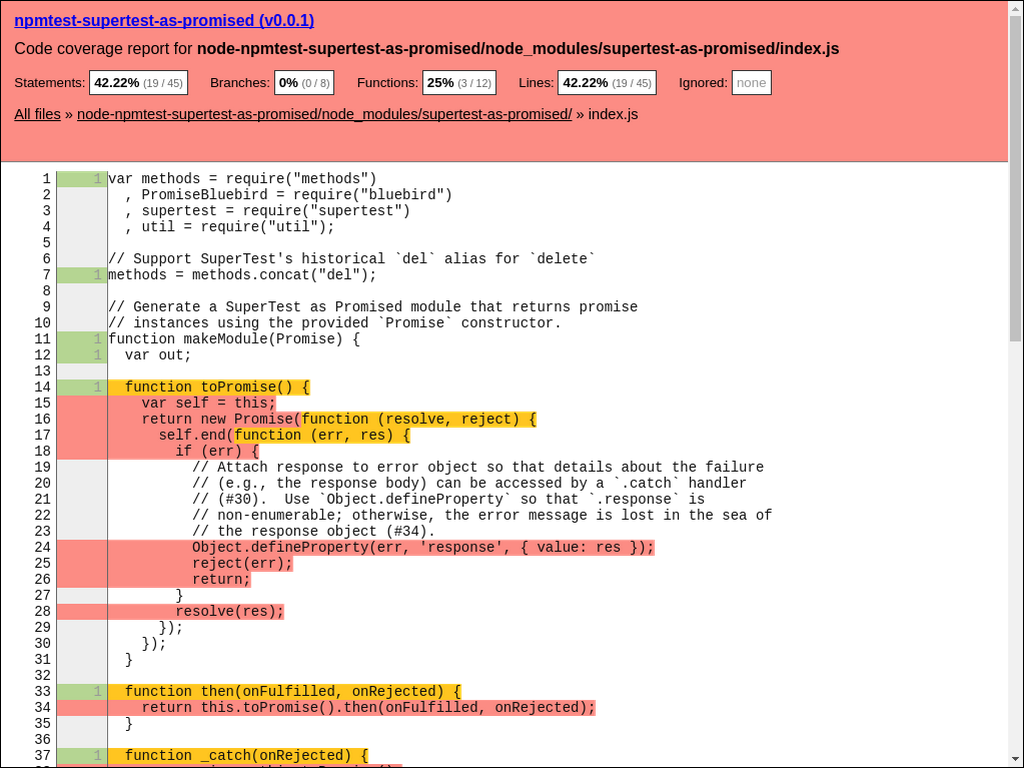 npmtest-supertest-as-promised (v0.0.1)
Code coverage report for node-npmtest-supertest-as-promised/node_modules/supertest-as-promised/index.js
Statements: 42.22% (19 / 45) Branches: 0% (0 / 8) Functions: 25% (3 / 12) Lines: 42.22% (19 / 45) Ignored: none
All files » node-npmtest-supertest-as-promised/node_modules/supertest-as-promised/ » index.js
1 1 var methods = require("methods")
2   , PromiseBluebird = require("bluebird")
3   , supertest = require("supertest")
4   , util = require("util");
5
6 // Support SuperTest's historical `del` alias for `delete`
7 1 methods = methods.concat("del");
8
9 // Generate a SuperTest as Promised module that returns promise
10 // instances using the provided `Promise` constructor.
11 1 function makeModule(Promise) {
12 1   var out;
13
14 1   function toPromise() {
15     var self = this;
16     return new Promise(function (resolve, reject) {
17       self.end(function (err, res) {
18         if (err) {
19           // Attach response to error object so that details about the failure
20           // (e.g., the response body) can be accessed by a `.catch` handler
21           // (#30).  Use `Object.defineProperty` so that `.response` is
22           // non-enumerable; otherwise, the error message is lost in the sea of
23           // the response object (#34).
24           Object.defineProperty(err, 'response', { value: res });
25           reject(err);
26           return;
27         }
28         resolve(res);
29       });
30     });
31   }
32
33 1   function then(onFulfilled, onRejected) {
34     return this.toPromise().then(onFulfilled, onRejected);
35   }
36
37 1   function _catch(onRejected) {